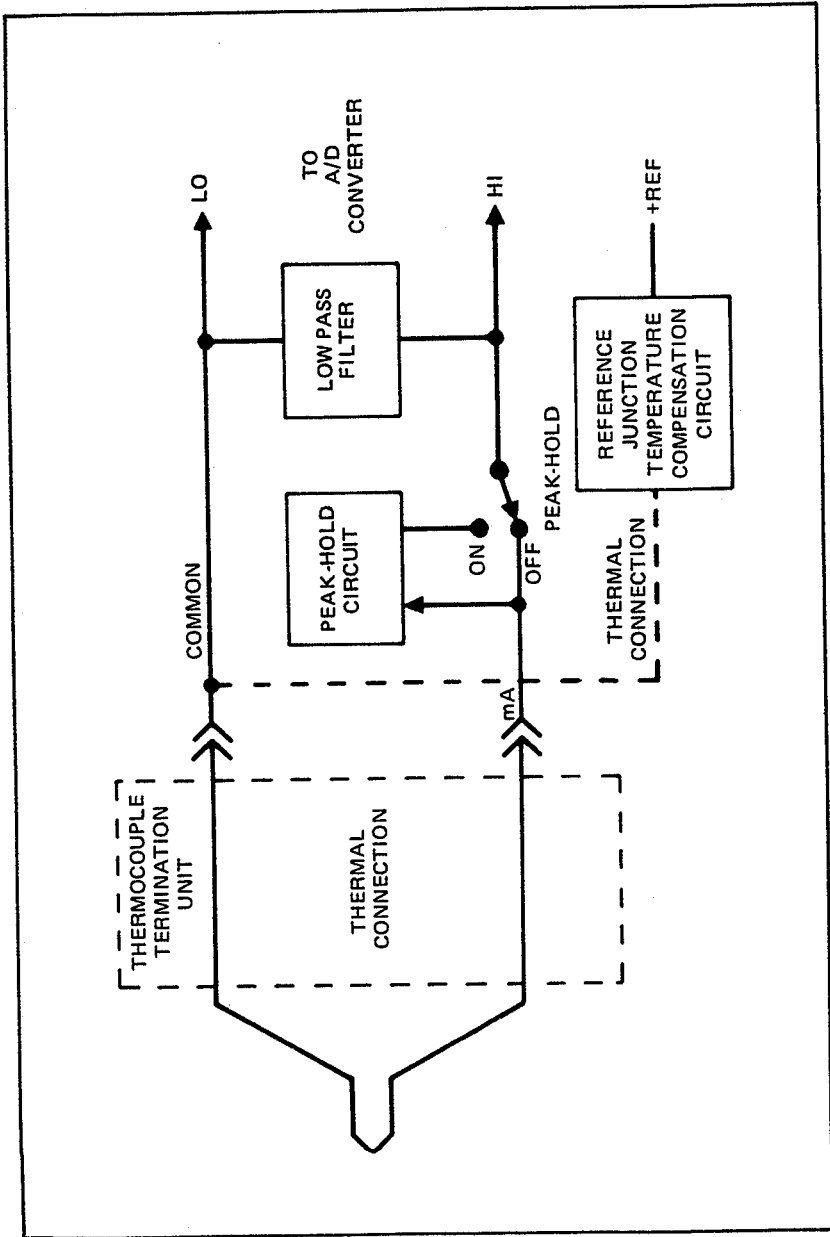 THERMOCOUPLE
TERMINATION
UNIT
THERMAL
CONNECTION
COMMON
mA
PEAK-HOLD
CIRCUIT
ON
OFF
PEAK-HOLD
LOW PASS
FILTER
LO
TO
A/D
CONVERTER
HI
THERMAL
CONNECTION
REFERENCE
JUNCTION
TEMPERATURE
COMPENSATION
CIRCUIT
+REF